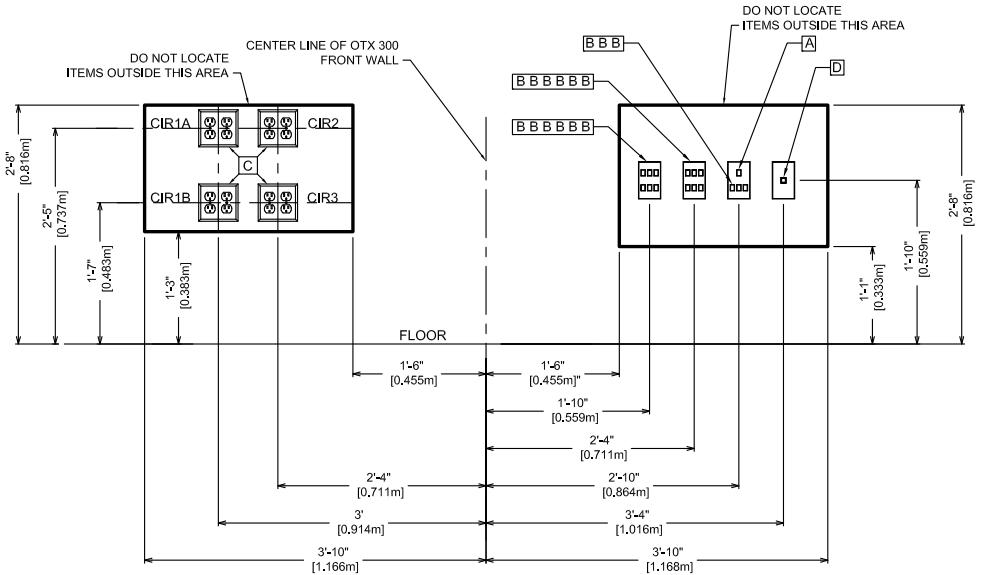 DO NOT LOCATE
ITEMS OUTSIDE THIS AREA
CENTER LINE OF OTX 300
FRONT WALL
DO NOT LOCATE
ITEMS OUTSIDE THIS AREA
B B B
A
B B B B B B
D
B B B B B B
CIR1A
CIR2
C
CIR1B
CIR3
2'-8"
[0.816m]
2'-5"
[0.737m]
1'-7"
[0.483m]
1'-3"
[0.383m]
1'-1"
[0.333m]
1'-10"
[0.559m]
2'-8"
[0.816m]
FLOOR
1'-6"
[0.455m]
1'-6"
[0.455m]"
1'-10"
[0.559m]
2'-4"
[0.711m]
2'-4"
[0.711m]
2'-10"
[0.864m]
3'
[0.914m]
3'-4"
[1.016m]
3'-10"
[1.166m]
3'-10"
[1.168m]